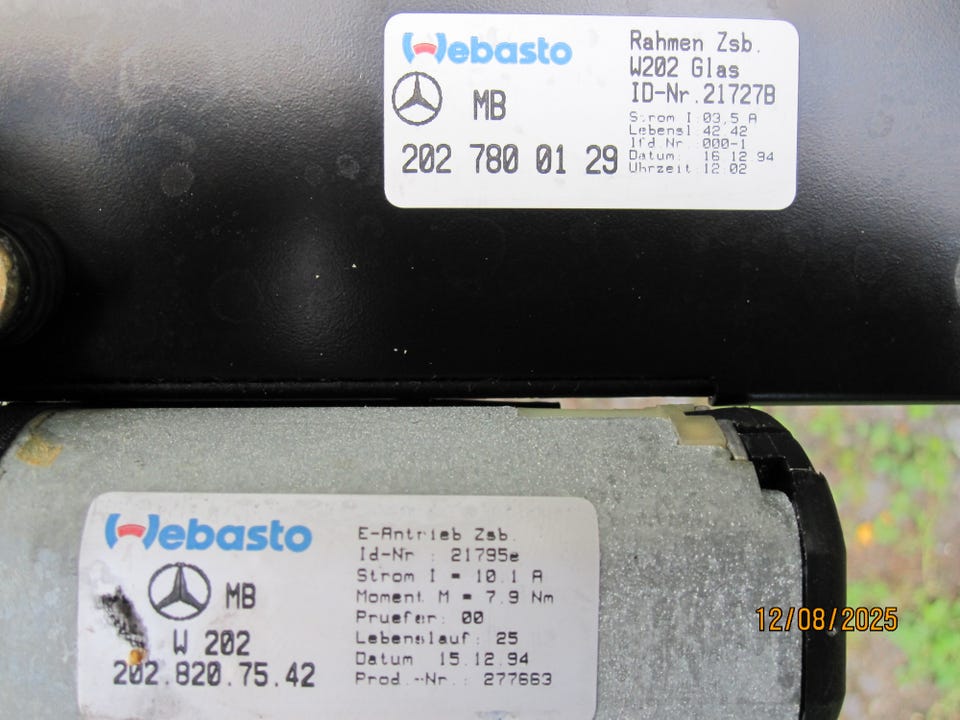 Webasto
MB
202 780 01 29
Rahmen Zsb.
W202 Glas
ID-Nr.21727B
Strom I 03,5 A
Lebensl 42 42
lfd.Nr. 000-1
Datum: 16 12 94
Uhrzeit 12 02
Webasto
MB
W 202
202.820.75.42
E-Antrieb Zsb.
Id-Nr : 21795e
Strom I = 10.1 A
Moment M = 7.9 Nm
Pruefer: 00
Lebenslauf: 25
Datum 15.12.94
Prod.-Nr.: 277663
12/08/2025